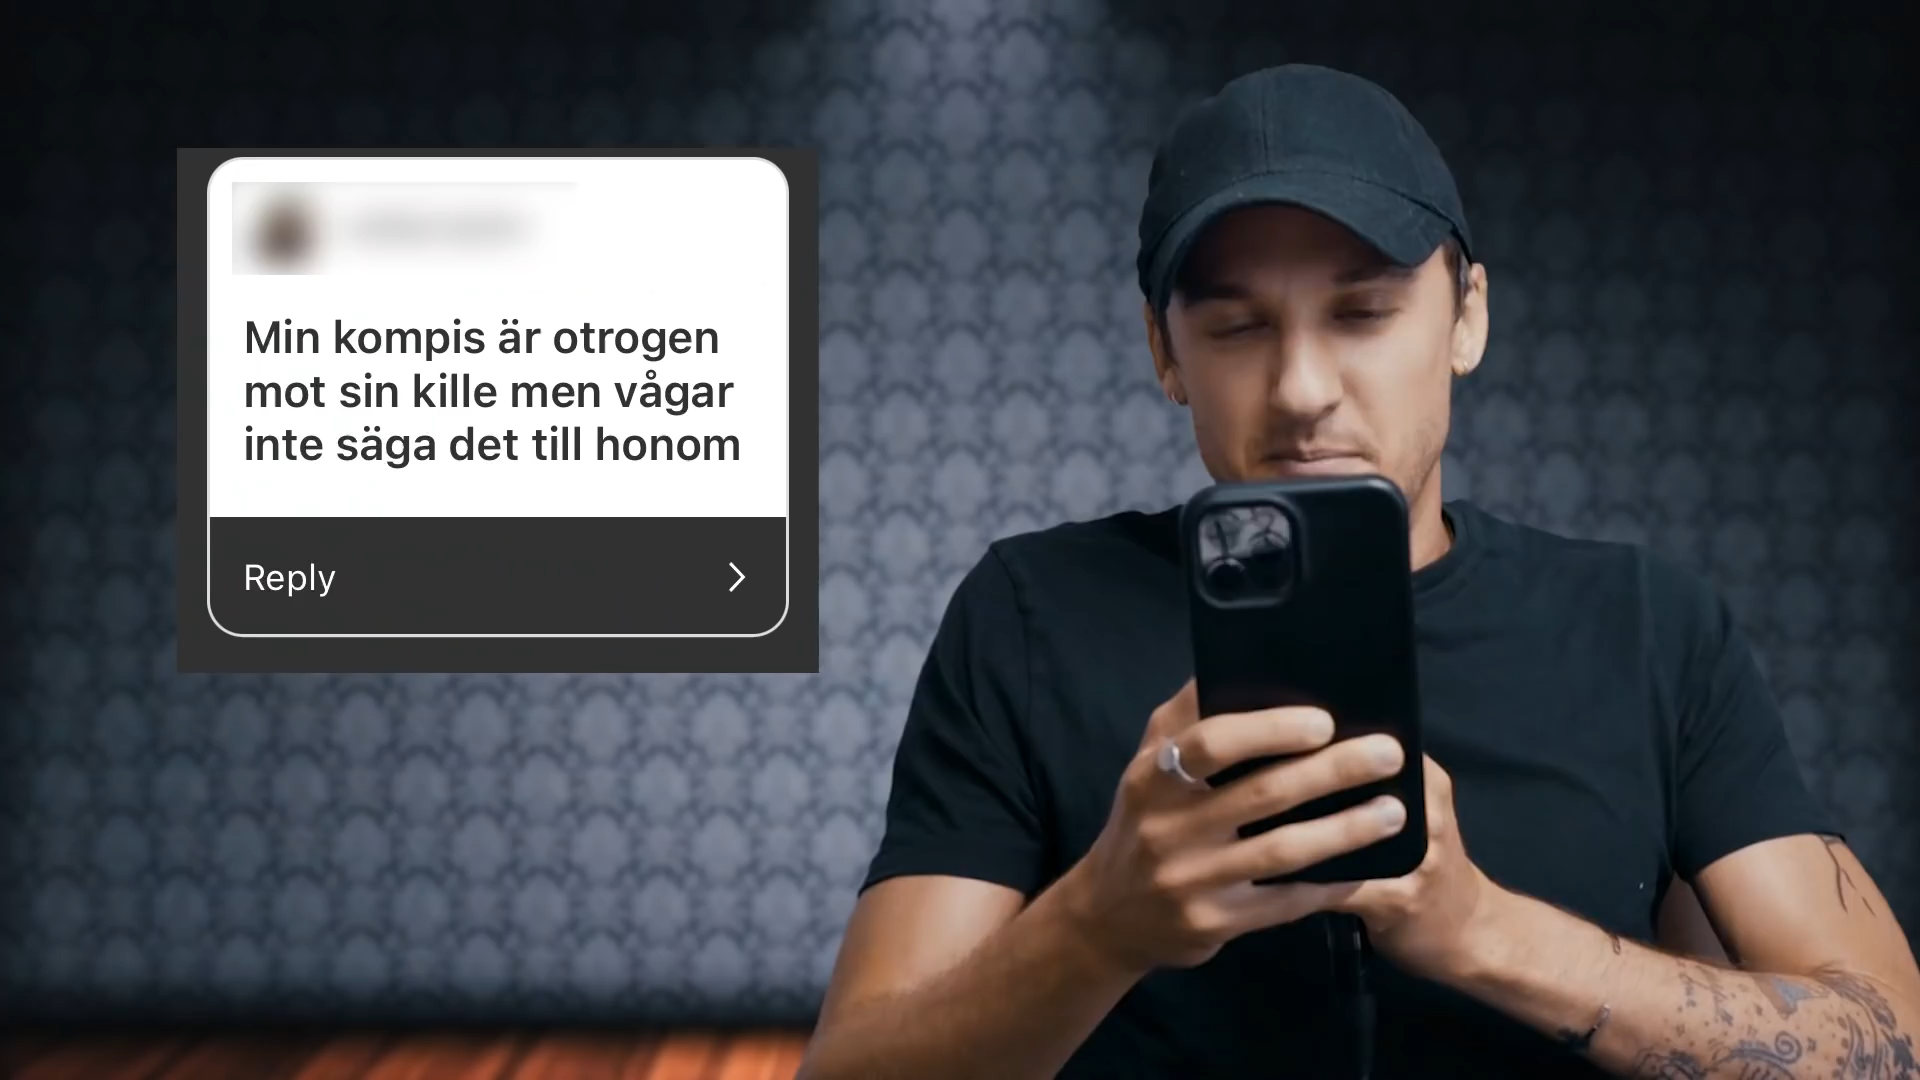 Min kompis är otrogen
mot sin kille men vågar
inte säga det till honom
Reply